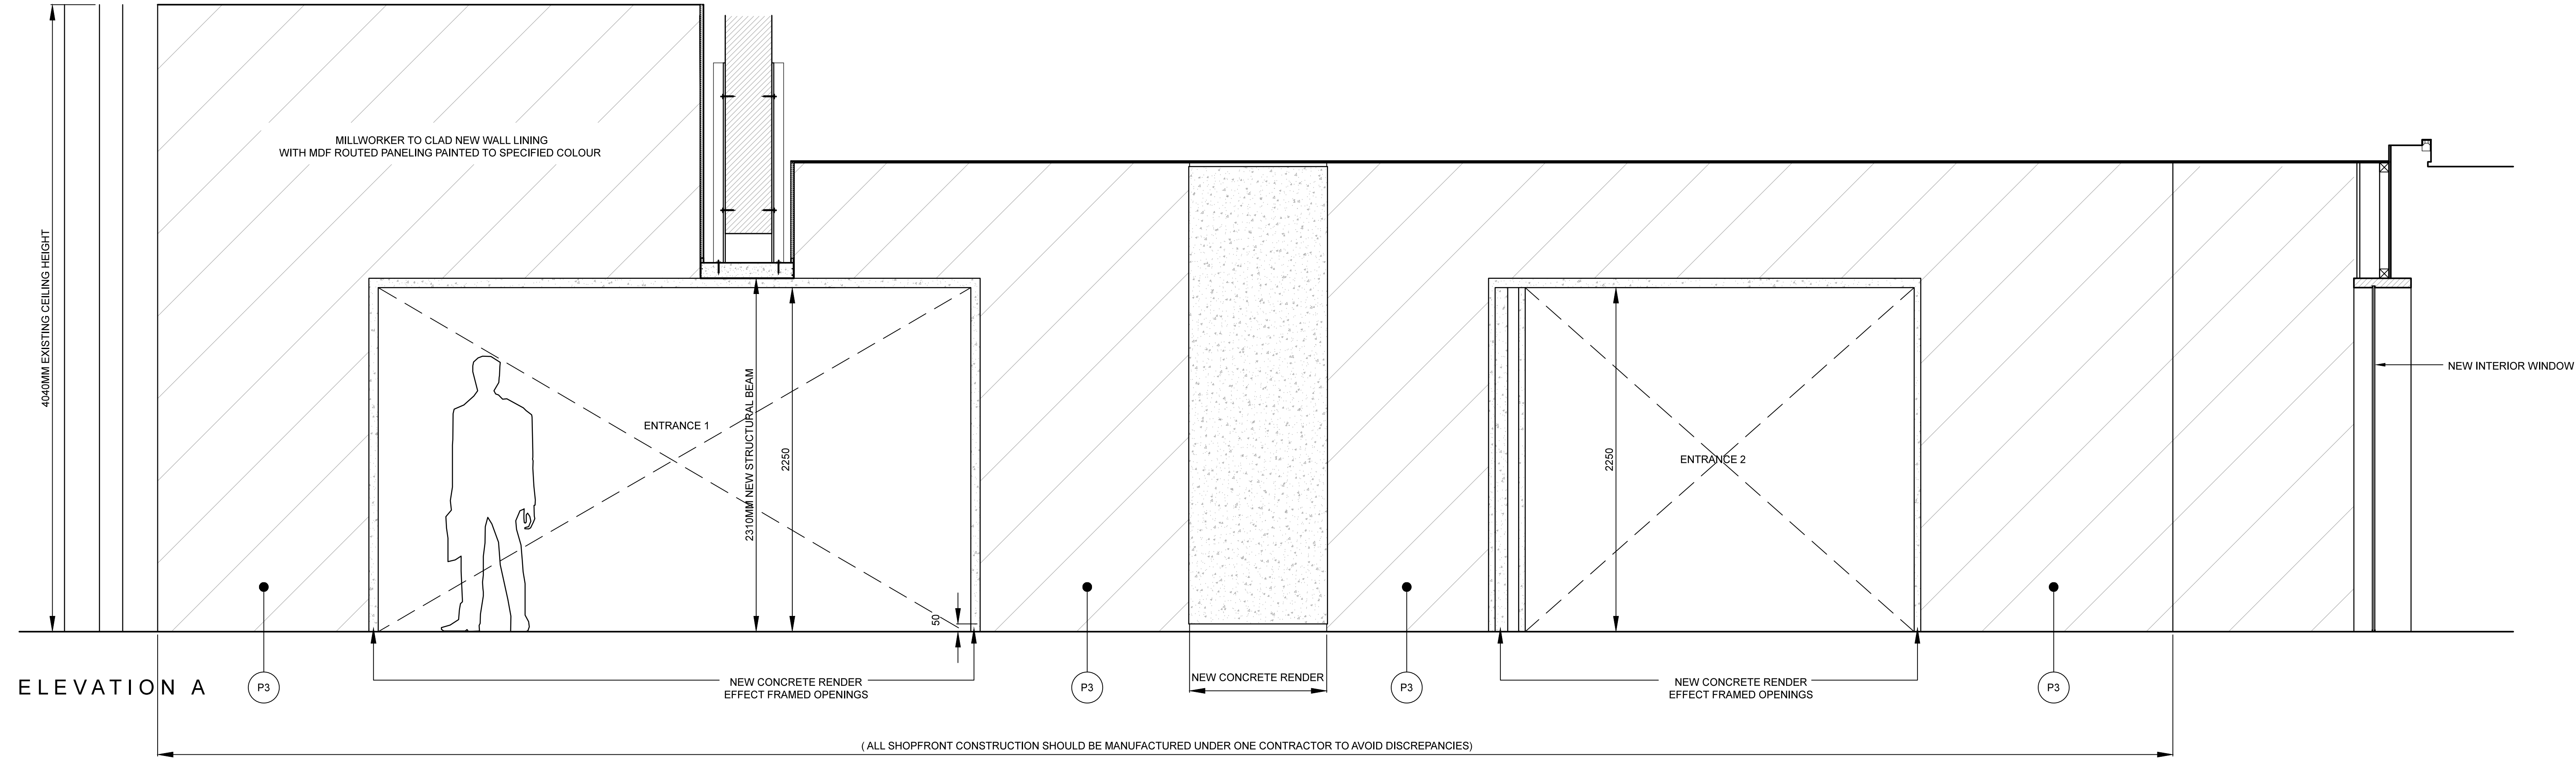 MILLWORKER TO CLAD NEW WALL LINING
WITH MDF ROUTED PANELING PAINTED TO SPECIFIED COLOUR
4040MM EXISTING CEILING HEIGHT
ENTRANCE 1
2310MM NEW STRUCTURAL BEAM
2250
50
2250
ENTRANCE 2
NEW INTERIOR WINDOW
ELEVATION A
P3
NEW CONCRETE RENDER
EFFECT FRAMED OPENINGS
P3
NEW CONCRETE RENDER
P3
NEW CONCRETE RENDER
EFFECT FRAMED OPENINGS
P3
( ALL SHOPFRONT CONSTRUCTION SHOULD BE MANUFACTURED UNDER ONE CONTRACTOR TO AVOID DISCREPANCIES)